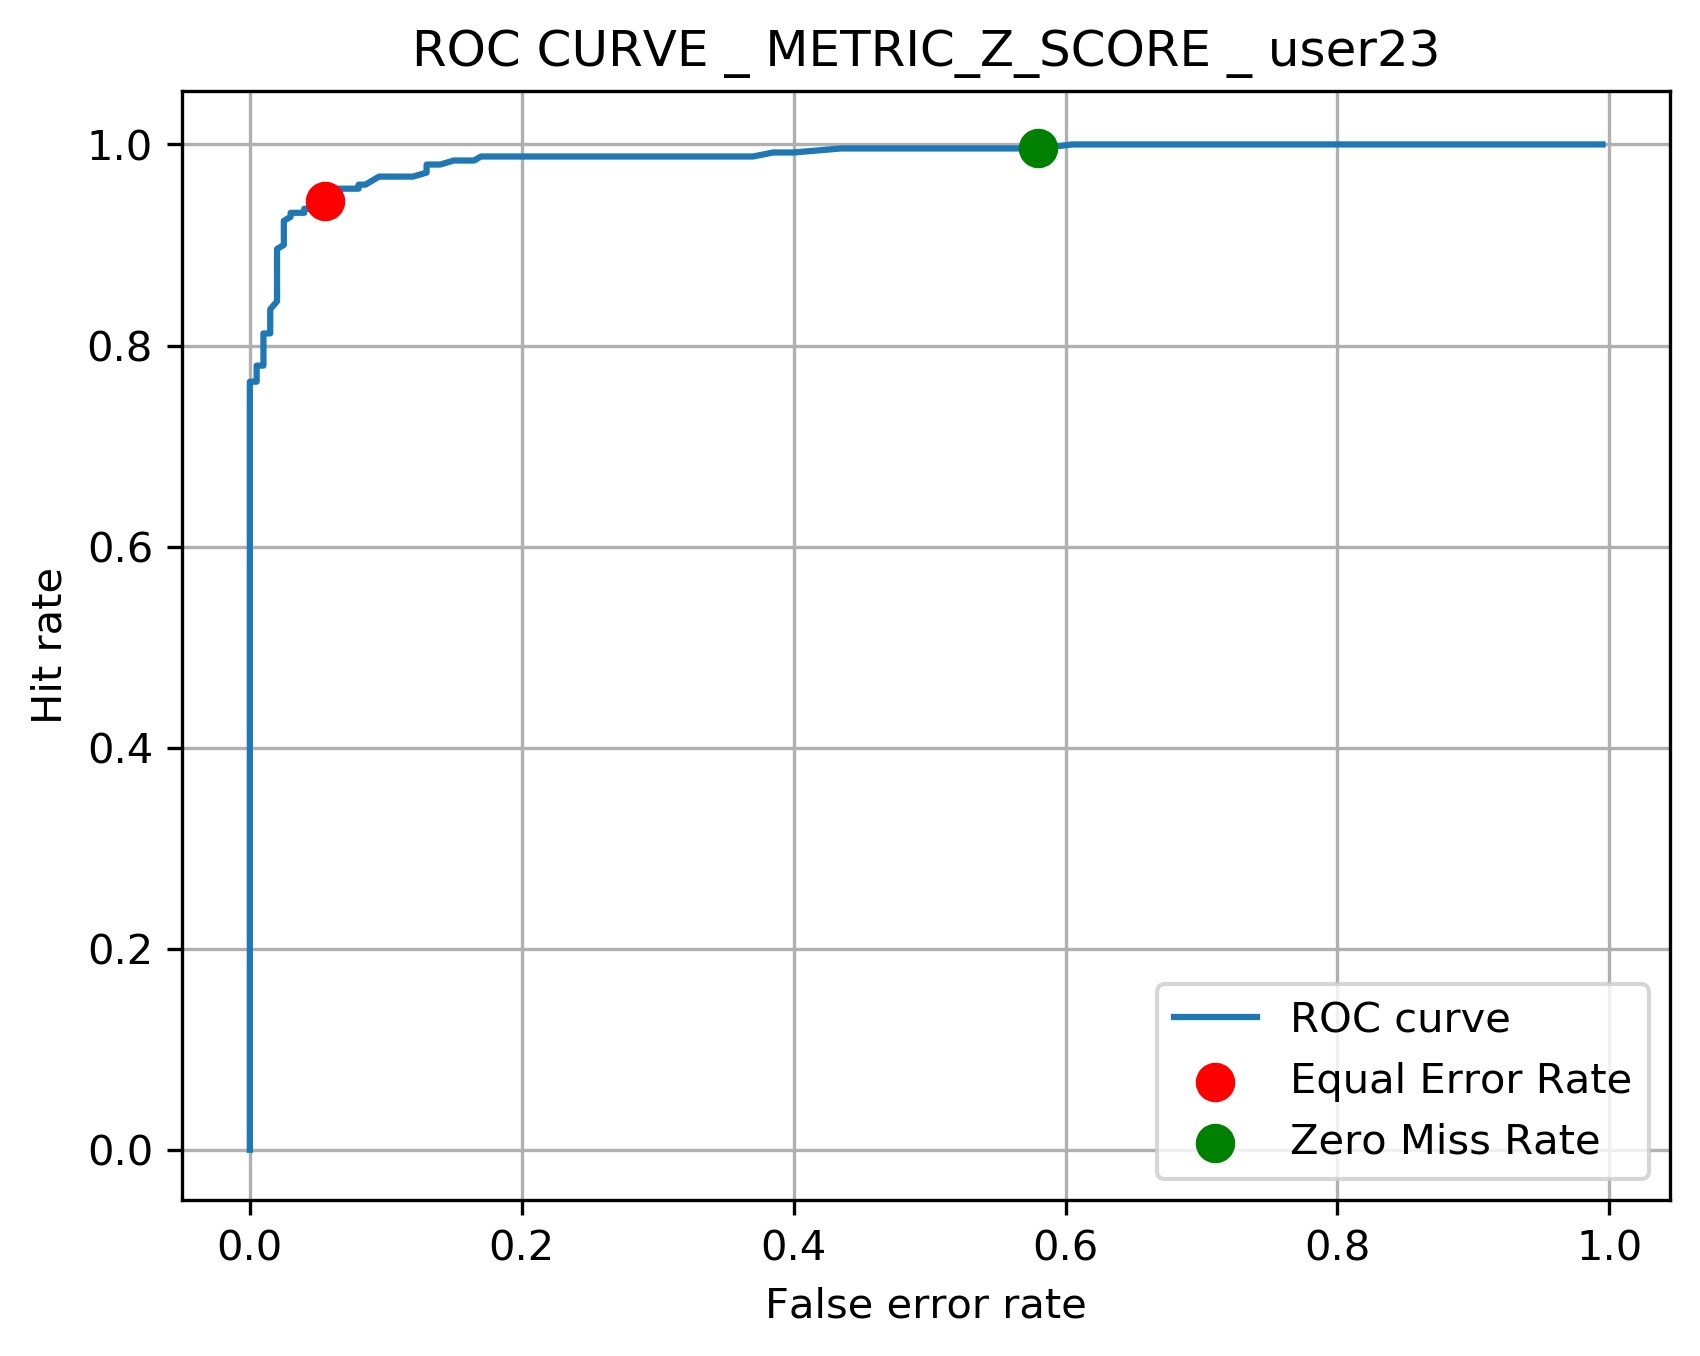 ROC CURVE _ METRIC_Z_SCORE _ user23
1.0
0.8
0.6
0.4
0.2
0.0
Hit rate
ROC curve
Equal Error Rate
Zero Miss Rate
0.0 0.2 0.4 0.6 0.8 1.0
False error rate